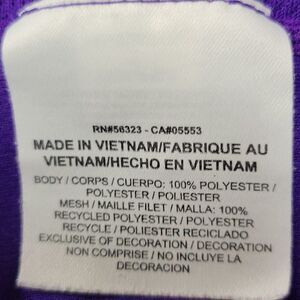 RN#56323 - CA#05553
MADE IN VIETNAM/FABRIQUE AU
VIETNAM/HECHO EN VIETNAM
BODY / CORPS / CUERPO: 100% POLYESTER /
POLYESTER / POLIESTER
MESH / MAILLE FILET / MALLA: 100%
RECYCLED POLYESTER / POLYESTER
RECYCLE / POLIESTER RECICLADO
EXCLUSIVE OF DECORATION / DECORATION
NON COMPRISE / NO INCLUYE LA
DECORACION